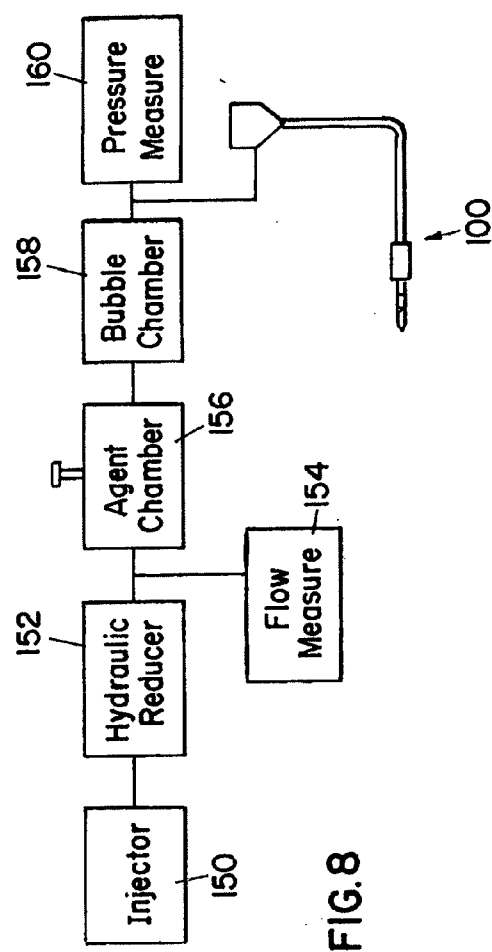 150
Injector
152
Hydraulic
Reducer
154
Flow
Measure
156
Agent
Chamber
158
Bubble
Chamber
160
Pressure
Measure
100
FIG. 8